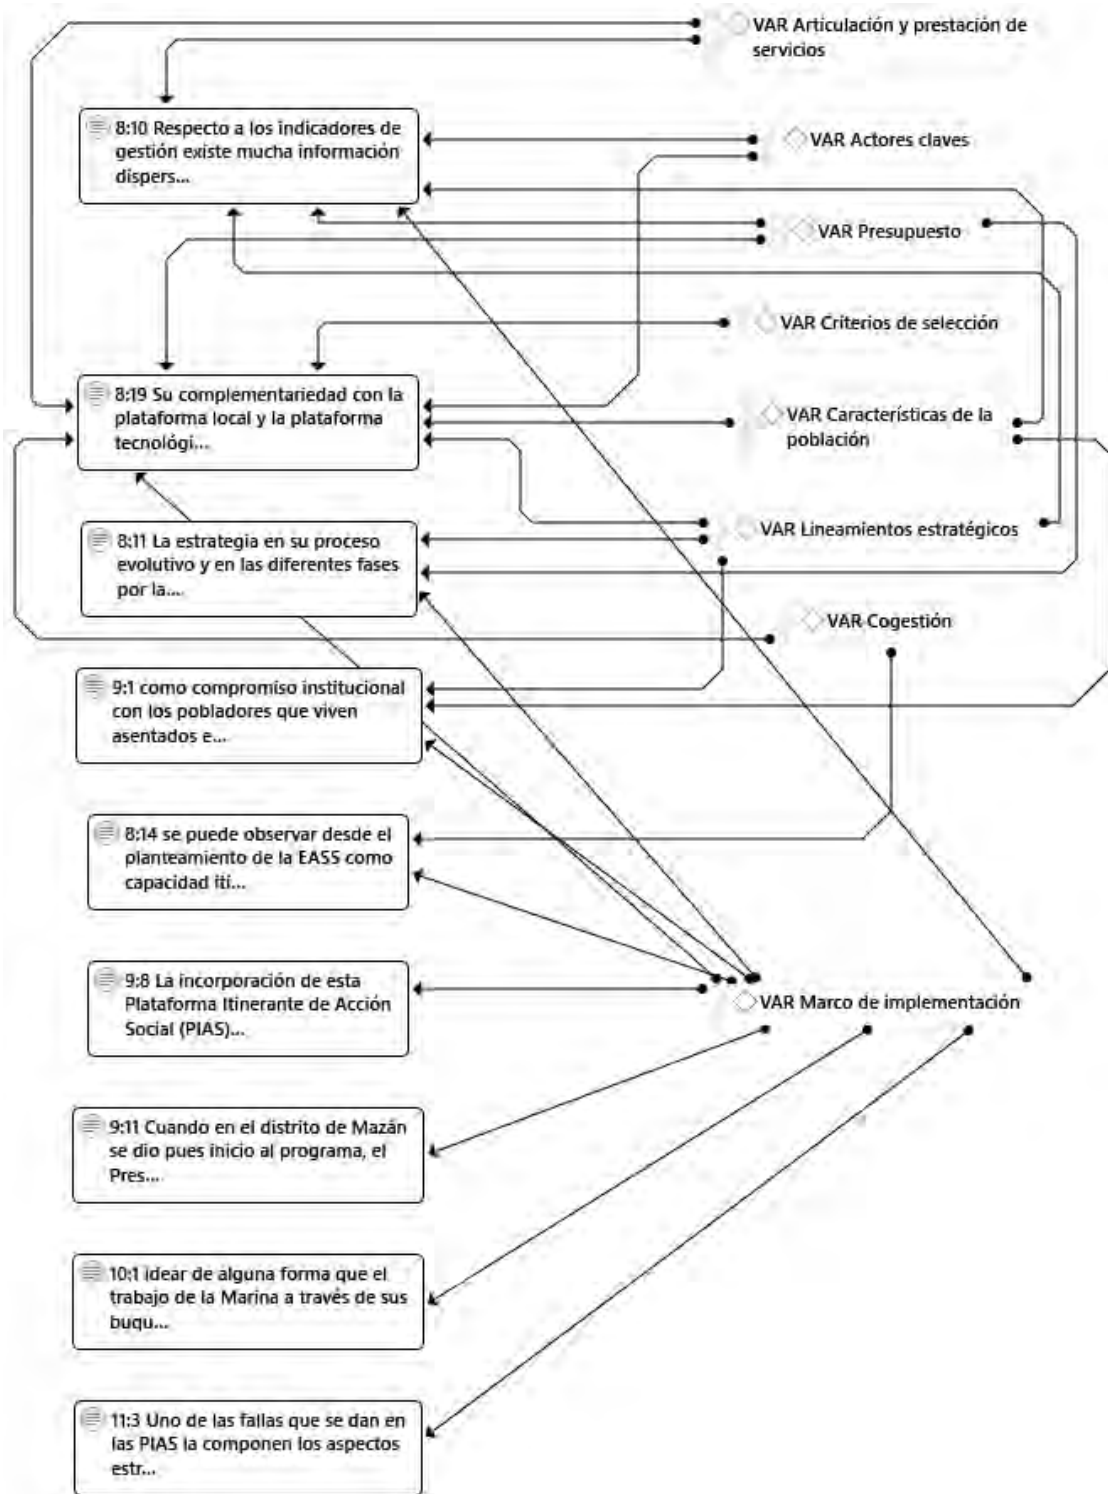 VAR Articulación y prestación de
servicios
8:10 Respecto a los indicadores de
gestión existe mucha información
dispers...
VAR Actores claves
VAR Presupuesto
VAR Criterios de selección
8:19 Su complementariedad con la
plataforma local y la plataforma
tecnológi...
VAR Características de la
población
8:11 La estrategia en su proceso
evolutivo y en las diferentes fases
por la....
VAR Lineamientos estratégicos
VAR Cogestión
9:1 como compromiso institucional
con los pobladores que viven
asentados e...
8:14 se puede observar desde el
planteamiento de la EASS como
capacidad iti...
9:8 La incorporación de esta
Plataforma Itinerante de Acción
Social (PIAS)...
VAR Marco de implementación
9:11 Cuando en el distrito de Mazán
se dio pues inicio al programa, el
Pres...
10:1 idear de alguna forma que el
trabajo de la Marina a través de sus
buqu...
11:3 Uno de las fallas que se dan en
las PIAS la componen los aspectos
estr...